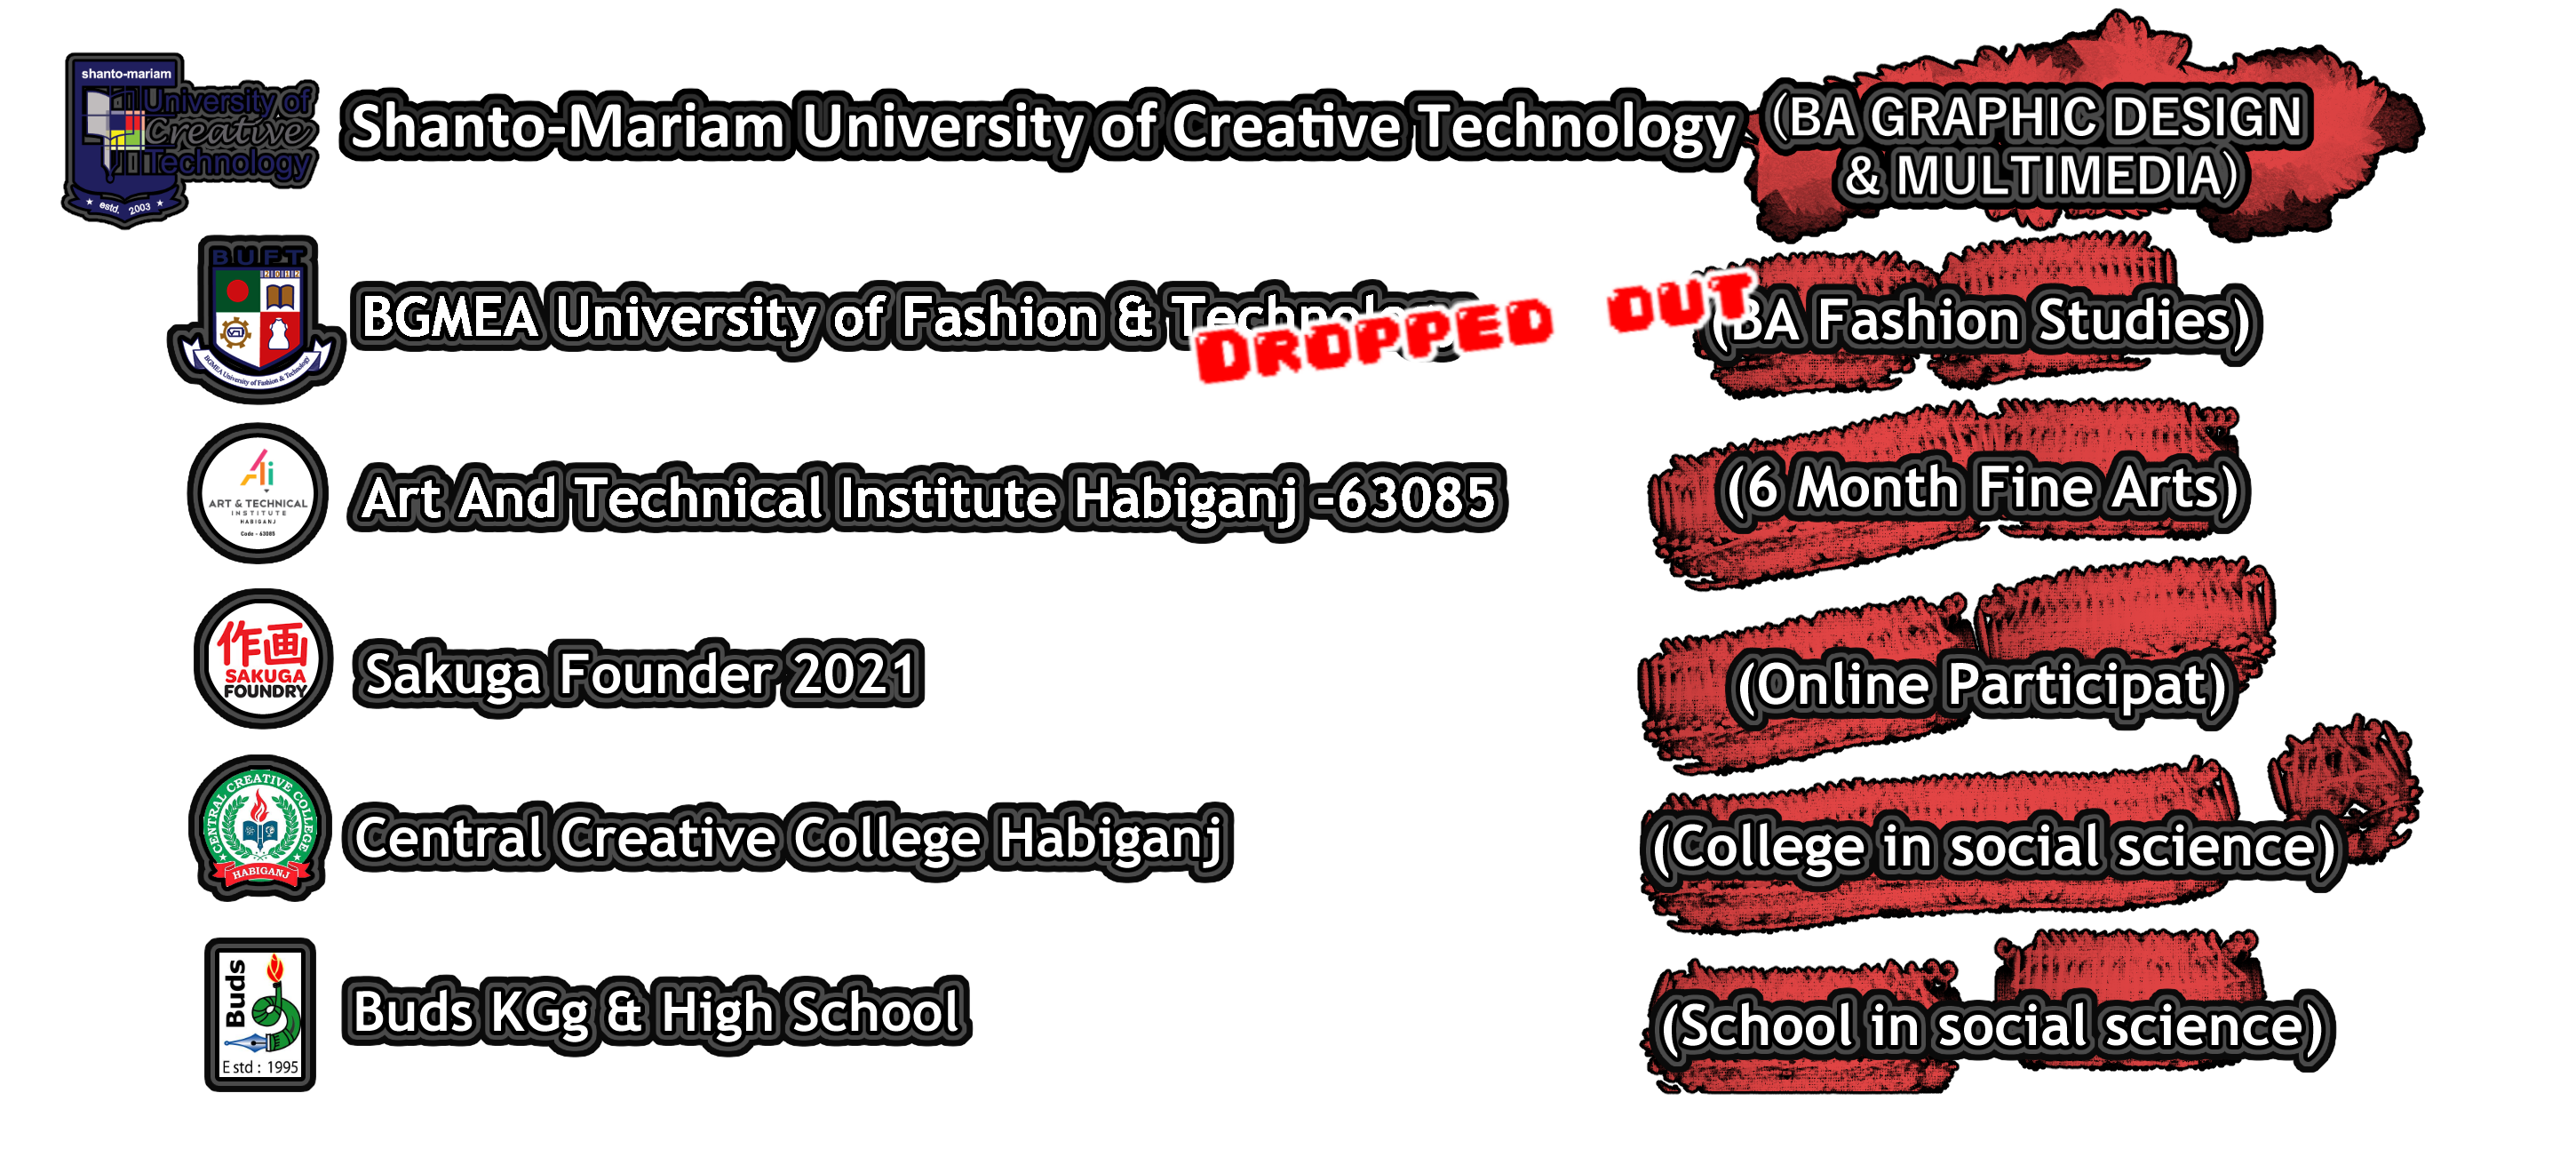 shanto-mariam
University of
Creative
Technology
estd. 2003
Shanto-Mariam University of Creative Technology
(BA GRAPHIC DESIGN
& MULTIMEDIA)
BUFT
2012
BGMEA University of Fashion & Technology
BGMEA University of Fashion &
DROPPED OUT
(BA Fashion Studies)
ART & TECHNICAL
INSTITUTE
HABIGANJ
Code - 63085
Art And Technical Institute Habiganj -63085
(6 Month Fine Arts)
作画
SAKUGA
FOUNDRY
Sakuga Founder 2021
(Online Participat)
CENTRAL CREATIVE COLLEGE
HABIGANJ
Central Creative College Habiganj
(College in social science)
Buds
Estd : 1995
Buds KGg & High School
(School in social science)